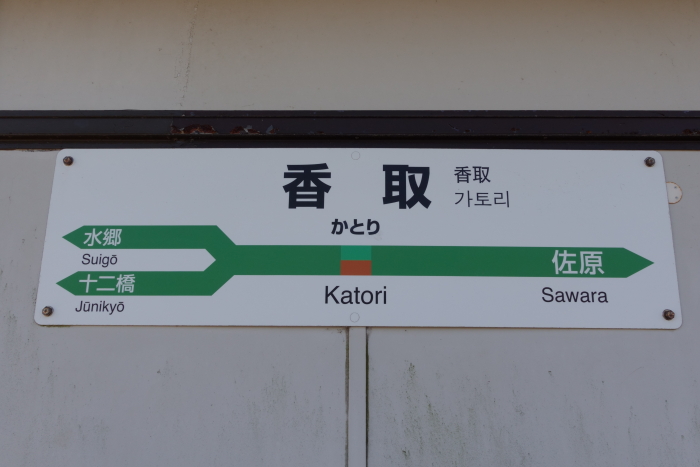 香取
香取
가토리
かとり
水郷
Suigō
十二橋
Jūnikyō
佐原
Katori
Sawara